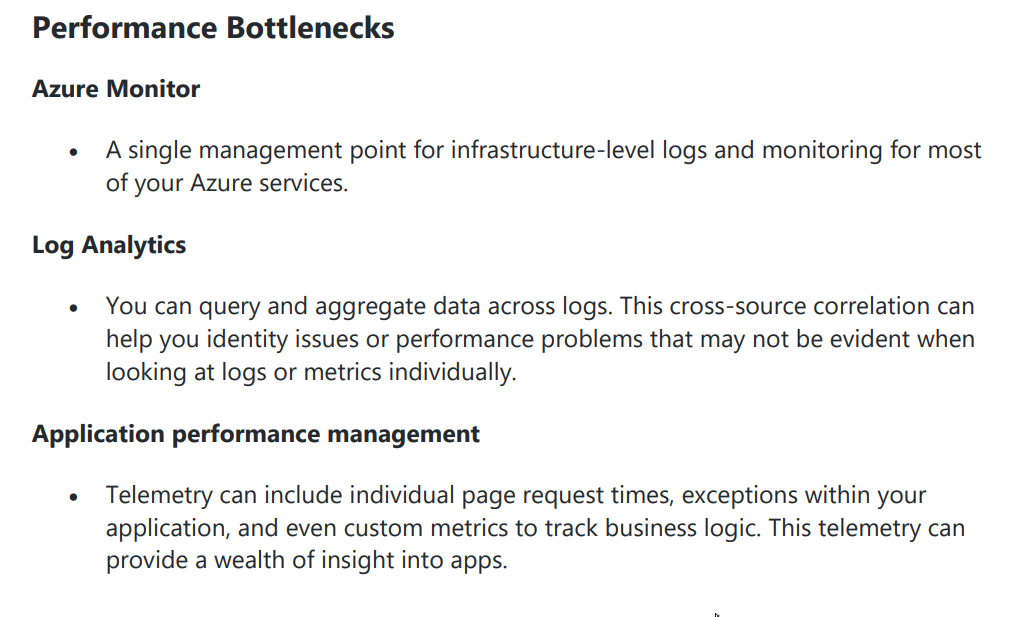 Performance Bottlenecks
Azure Monitor
• A single management point for infrastructure-level logs and monitoring for most
of your Azure services.
Log Analytics
• You can query and aggregate data across logs. This cross-source correlation can
help you identity issues or performance problems that may not be evident when
looking at logs or metrics individually.
Application performance management
• Telemetry can include individual page request times, exceptions within your
application, and even custom metrics to track business logic. This telemetry can
provide a wealth of insight into apps.